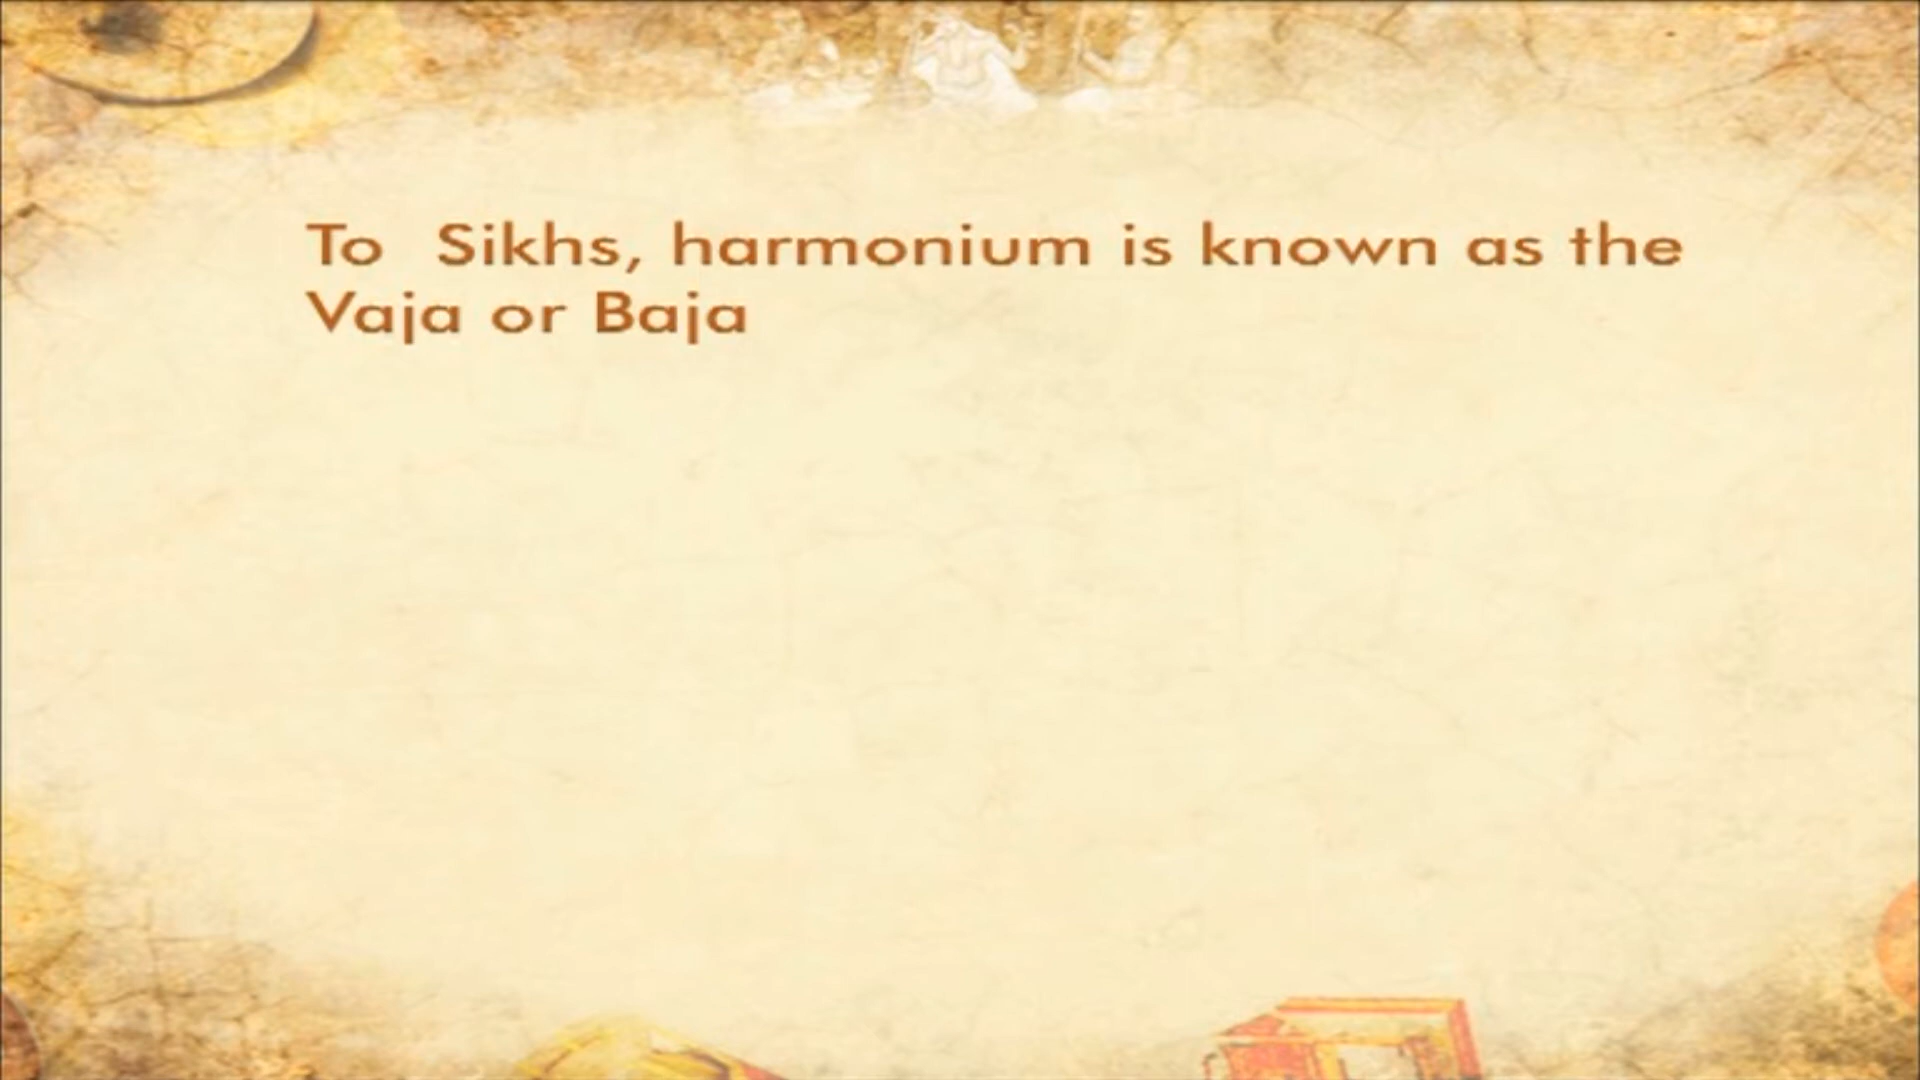 To Sikhs, harmonium is known as the
Vaja or Baja